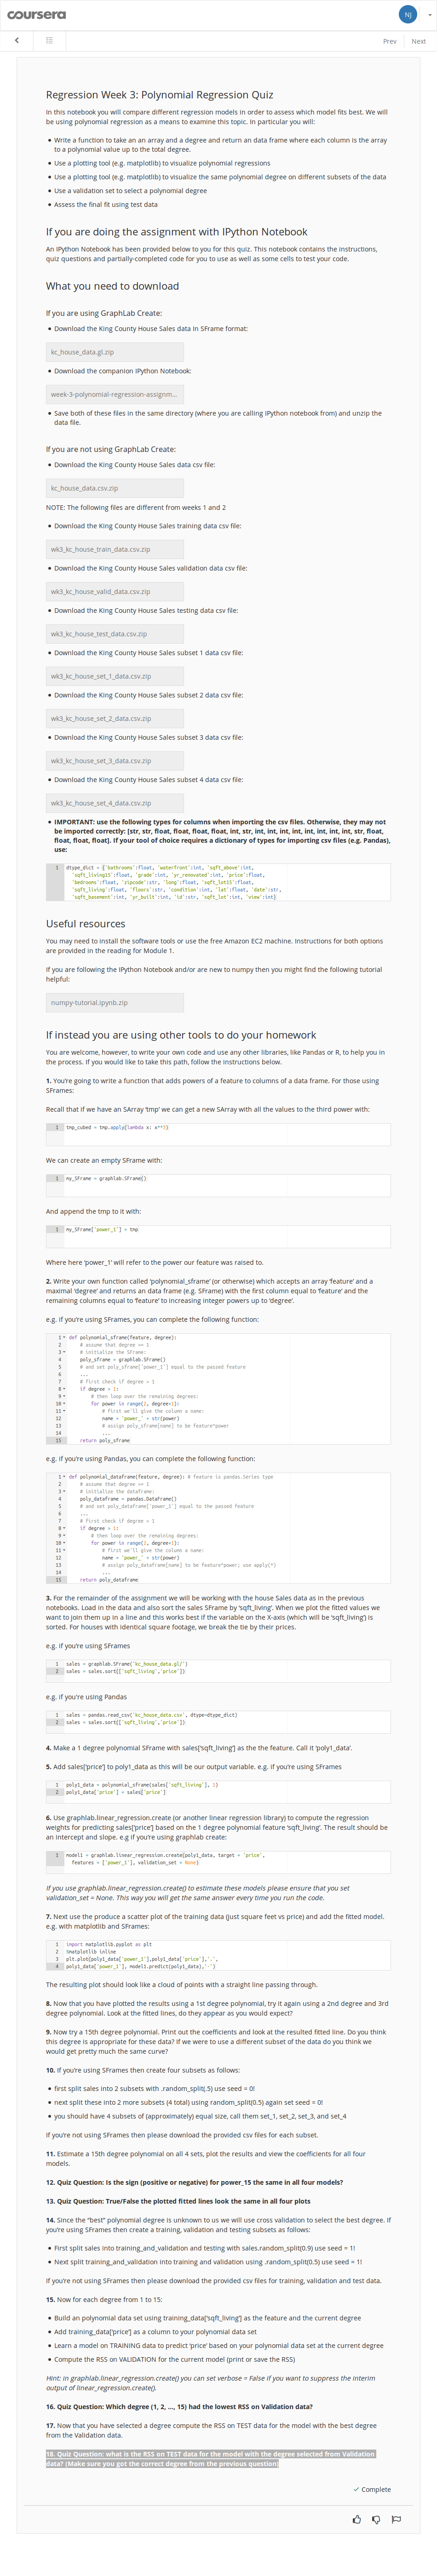 coursera
NJ
Prev
Next
Regression Week 3: Polynomial Regression Quiz
In this notebook you will compare different regression models in order to assess which model fits best. We will
be using polynomial regression as a means to examine this topic. In particular you will:
• Write a function to take an an array and a degree and return an data frame where each column is the array
to a polynomial value up to the total degree.
• Use a plotting tool (e.g. matplotlib) to visualize polynomial regressions
• Use a plotting tool (e.g. matplotlib) to visualize the same polynomial degree on different subsets of the data
• Use a validation set to select a polynomial degree
• Assess the final fit using test data
If you are doing the assignment with IPython Notebook
An IPython Notebook has been provided below to you for this quiz. This notebook contains the instructions,
quiz questions and partially-completed code for you to use as well as some cells to test your code.
What you need to download
If you are using GraphLab Create:
• Download the King County House Sales data In SFrame format:
kc_house_data.gl.zip
• Download the companion IPython Notebook:
week-3-polynomial-regression-assignm...
• Save both of these files in the same directory (where you are calling IPython notebook from) and unzip the
data file.
If you are not using GraphLab Create:
• Download the King County House Sales data csv file:
kc_house_data.csv.zip
NOTE: The following files are different from weeks 1 and 2
• Download the King County House Sales training data csv file:
wk3_kc_house_train_data.csv.zip
• Download the King County House Sales validation data csv file:
wk3_kc_house_valid_data.csv.zip
• Download the King County House Sales testing data csv file:
wk3_kc_house_test_data.csv.zip
• Download the King County House Sales subset 1 data csv file:
wk3_kc_house_set_1_data.csv.zip
• Download the King County House Sales subset 2 data csv file:
wk3_kc_house_set_2_data.csv.zip
• Download the King County House Sales subset 3 data csv file:
wk3_kc_house_set_3_data.csv.zip
• Download the King County House Sales subset 4 data csv file:
wk3_kc_house_set_4_data.csv.zip
• IMPORTANT: use the following types for columns when importing the csv files. Otherwise, they may not
be imported correctly: [str, str, float, float, float, float, int, str, int, int, int, int, int, int, int, int, str, float,
float, float, float]. If your tool of choice requires a dictionary of types for importing csv files (e.g. Pandas),
use:
1 dtype_dict = {'bathrooms':float, 'waterfront':int, 'sqft_above':int,
'sqft_living15':float, 'grade':int, 'yr_renovated':int, 'price':float,
'bedrooms':float, 'zipcode':str, 'long':float, 'sqft_lot15':float,
'sqft_living':float, 'floors':str, 'condition':int, 'lat':float, 'date':str,
'sqft_basement':int, 'yr_built':int, 'id':str, 'sqft_lot':int, 'view':int}
Useful resources
You may need to install the software tools or use the free Amazon EC2 machine. Instructions for both options
are provided in the reading for Module 1.
If you are following the IPython Notebook and/or are new to numpy then you might find the following tutorial
helpful:
numpy-tutorial.ipynb.zip
If instead you are using other tools to do your homework
You are welcome, however, to write your own code and use any other libraries, like Pandas or R, to help you in
the process. If you would like to take this path, follow the instructions below.
1. You're going to write a function that adds powers of a feature to columns of a data frame. For those using
SFrames:
Recall that if we have an SArray 'tmp' we can get a new SArray with all the values to the third power with:
1 tmp_cubed = tmp.apply(lambda x: x**3)
We can create an empty SFrame with:
1 my_SFrame = graphlab.SFrame()
And append the tmp to it with:
1 my_SFrame['power_1'] = tmp
Where here 'power_1' will refer to the power our feature was raised to.
2. Write your own function called 'polynomial_sframe' (or otherwise) which accepts an array 'feature' and a
maximal 'degree' and returns an data frame (e.g. SFrame) with the first column equal to 'feature' and the
remaining columns equal to 'feature' to increasing integer powers up to 'degree'.
e.g. if you're using SFrames, you can complete the following function:
1 def polynomial_sframe(feature, degree):
2 # assume that degree >= 1
3 # initialize the SFrame:
4 poly_sframe = graphlab.SFrame()
5 # and set poly_sframe['power_1'] equal to the passed feature
6 ...
7 # first check if degree > 1
8 if degree > 1:
9 # then loop over the remaining degrees:
10 for power in range(2, degree+1):
11 # first we'll give the column a name:
12 name = 'power_' + str(power)
13 # assign poly_sframe[name] to be feature^power
14 ...
15 return poly_sframe
e.g. if you're using Pandas, you can complete the following function:
1 def polynomial_dataframe(feature, degree): # feature is pandas.Series type
2 # assume that degree >= 1
3 # initialize the dataframe:
4 poly_dataframe = pandas.DataFrame()
5 # and set poly_dataframe['power_1'] equal to the passed feature
6 ...
7 # first check if degree > 1
8 if degree > 1:
9 # then loop over the remaining degrees:
10 for power in range(2, degree+1):
11 # first we'll give the column a name:
12 name = 'power_' + str(power)
13 # assign poly_dataframe[name] to be feature^power; use apply(*)
14 ...
15 return poly_dataframe
3. For the remainder of the assignment we will be working with the house Sales data as in the previous
notebooks. Load in the data and also sort the sales SFrame by 'sqft_living'. When we plot the fitted values we
want to join them up in a line and this works best if the variable on the X-axis (which will be 'sqft_living') is
sorted. For houses with identical square footage, we break the tie by their prices.
e.g. if you're using SFrames
1 sales = graphlab.SFrame('kc_house_data.gl/')
2 sales = sales.sort(['sqft_living','price'])
e.g. if you're using Pandas
1 sales = pandas.read_csv('kc_house_data.csv', dtype=dtype_dict)
2 sales = sales.sort(['sqft_living','price'])
4. Make a 1 degree polynomial SFrame with sales['sqft_living'] as the the feature. Call it 'poly1_data'.
5. Add sales['price'] to poly1_data as this will be our output variable. e.g. if you're using SFrames
1 poly1_data = polynomial_sframe(sales['sqft_living'], 1)
2 poly1_data['price'] = sales['price']
6. Use graphlab.linear_regression.create (or another linear regression library) to compute the regression
weights for predicting sales['price'] based on the 1 degree polynomial feature 'sqft_living'. The result should be
an intercept and slope. e.g if you're using graphlab create:
1 model1 = graphlab.linear_regression.create(poly1_data, target = 'price',
features = ['power_1'], validation_set = None)
If you use graphlab.linear_regression.create() to estimate these models please ensure that you set
validation_set = None. This way you will get the same answer every time you run the code.
7. Next use the produce a scatter plot of the training data (just square feet vs price) and add the fitted model.
e.g. with matplotlib and SFrames:
1 import matplotlib.pyplot as plt
2 %matplotlib inline
3 plt.plot(poly1_data['power_1'],poly1_data['price'],'.',
4 poly1_data['power_1'], model1.predict(poly1_data),'-')
The resulting plot should look like a cloud of points with a straight line passing through.
8. Now that you have plotted the results using a 1st degree polynomial, try it again using a 2nd degree and 3rd
degree polynomial. Look at the fitted lines, do they appear as you would expect?
9. Now try a 15th degree polynomial. Print out the coefficients and look at the resulted fitted line. Do you think
this degree is appropriate for these data? If we were to use a different subset of the data do you think we
would get pretty much the same curve?
10. If you're using SFrames then create four subsets as follows:
• first split sales into 2 subsets with .random_split(.5) use seed = 0!
• next split these into 2 more subsets (4 total) using random_split(0.5) again set seed = 0!
• you should have 4 subsets of (approximately) equal size, call them set_1, set_2, set_3, and set_4
If you're not using SFrames then please download the provided csv files for each subset.
11. Estimate a 15th degree polynomial on all 4 sets, plot the results and view the coefficients for all four
models.
12. Quiz Question: Is the sign (positive or negative) for power_15 the same in all four models?
13. Quiz Question: True/False the plotted fitted lines look the same in all four plots
14. Since the "best" polynomial degree is unknown to us we will use cross validation to select the best degree. If
you're using SFrames then create a training, validation and testing subsets as follows:
• First split sales into training_and_validation and testing with sales.random_split(0.9) use seed = 1!
• Next split training_and_validation into training and validation using .random_split(0.5) use seed = 1!
If you're not using SFrames then please download the provided csv files for training, validation and test data.
15. Now for each degree from 1 to 15:
• Build an polynomial data set using training_data['sqft_living'] as the feature and the current degree
• Add training_data['price'] as a column to your polynomial data set
• Learn a model on TRAINING data to predict 'price' based on your polynomial data set at the current degree
• Compute the RSS on VALIDATION for the current model (print or save the RSS)
Hint: in graphlab.linear_regression.create() you can set verbose = False if you want to suppress the interim
output of linear_regression.create().
16. Quiz Question: Which degree (1, 2, ..., 15) had the lowest RSS on Validation data?
17. Now that you have selected a degree compute the RSS on TEST data for the model with the best degree
from the Validation data.
18. Quiz Question: what is the RSS on TEST data for the model with the degree selected from Validation
data? (Make sure you got the correct degree from the previous question)
✓ Complete